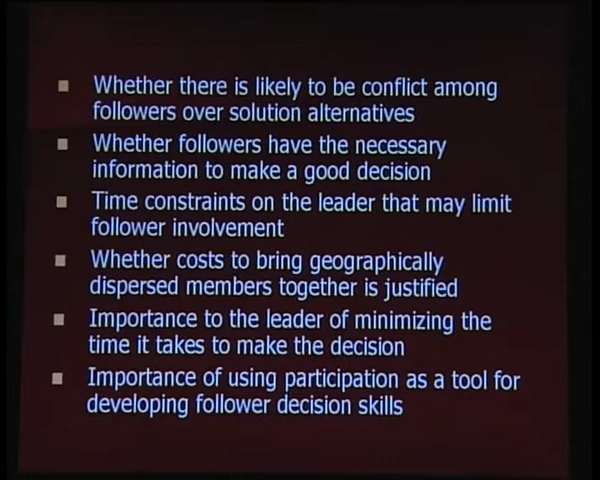 Whether there is likely to be conflict among
followers over solution alternatives
Whether followers have the necessary
information to make a good decision
Time constraints on the leader that may limit
follower involvement
Whether costs to bring geographically
dispersed members together is justified
Importance to the leader of minimizing the
time it takes to make the decision
Importance of using participation as a tool for
developing follower decision skills